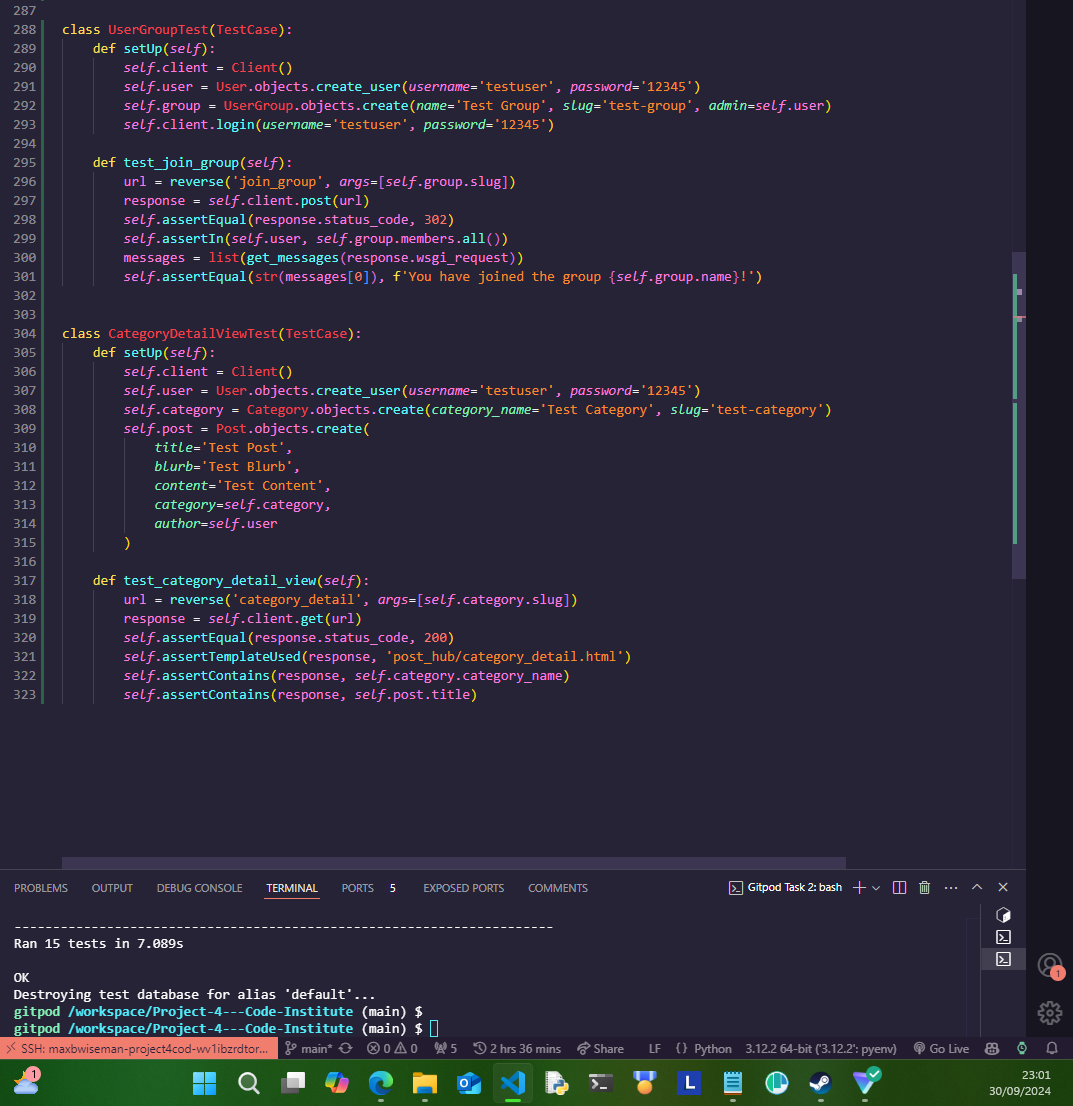 287
288 class UserGroupTest(TestCase):
289     def setUp(self):
290         self.client = Client()
291         self.user = User.objects.create_user(username='testuser', password='12345')
292         self.group = UserGroup.objects.create(name='Test Group', slug='test-group', admin=self.user)
293         self.client.login(username='testuser', password='12345')
294
295     def test_join_group(self):
296         url = reverse('join_group', args=[self.group.slug])
297         response = self.client.post(url)
298         self.assertEqual(response.status_code, 302)
299         self.assertIn(self.user, self.group.members.all())
300         messages = list(get_messages(response.wsgi_request))
301         self.assertEqual(str(messages[0]), f'You have joined the group {self.group.name}!')
302
303
304 class CategoryDetailViewTest(TestCase):
305     def setUp(self):
306         self.client = Client()
307         self.user = User.objects.create_user(username='testuser', password='12345')
308         self.category = Category.objects.create(category_name='Test Category', slug='test-category')
309         self.post = Post.objects.create(
310             title='Test Post',
311             blurb='Test Blurb',
312             content='Test Content',
313             category=self.category,
314             author=self.user
315         )
316
317     def test_category_detail_view(self):
318         url = reverse('category_detail', args=[self.category.slug])
319         response = self.client.get(url)
320         self.assertEqual(response.status_code, 200)
321         self.assertTemplateUsed(response, 'post_hub/category_detail.html')
322         self.assertContains(response, self.category.category_name)
323         self.assertContains(response, self.post.title)
PROBLEMS OUTPUT DEBUG CONSOLE TERMINAL PORTS 5 EXPOSED PORTS COMMENTS Gitpod Task 2: bash
----------------------------------------------------------------------
Ran 15 tests in 7.089s
OK
Destroying test database for alias 'default'...
gitpod /workspace/Project-4---Code-Institute (main) $
gitpod /workspace/Project-4---Code-Institute (main) $
1
SSH: maxbwiseman-project4cod-wv1ibzrdtor... main* 0 0 5 2 hrs 36 mins Share LF {} Python 3.12.2 64-bit ('3.12.2': pyenv) Go Live
1
L
23:01
30/09/2024